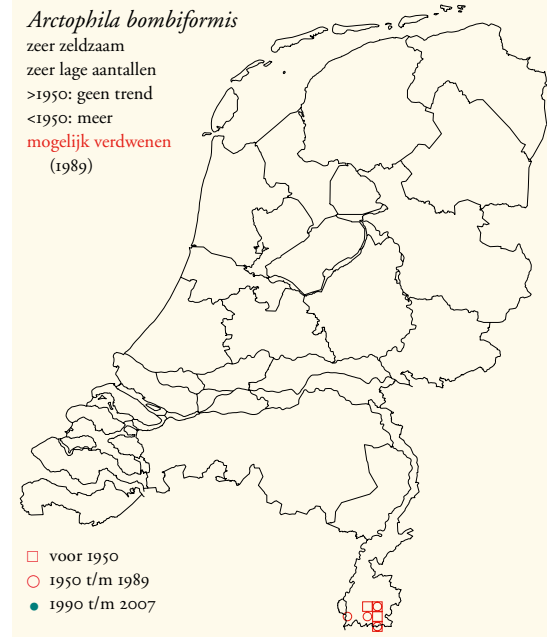 Arctophila bombiformis
zeer zeldzaam
zeer lage aantallen
>1950: geen trend
<1950: meer
mogelijk verdwenen
(1989)
voor 1950
1950 t/m 1989
1990 t/m 2007